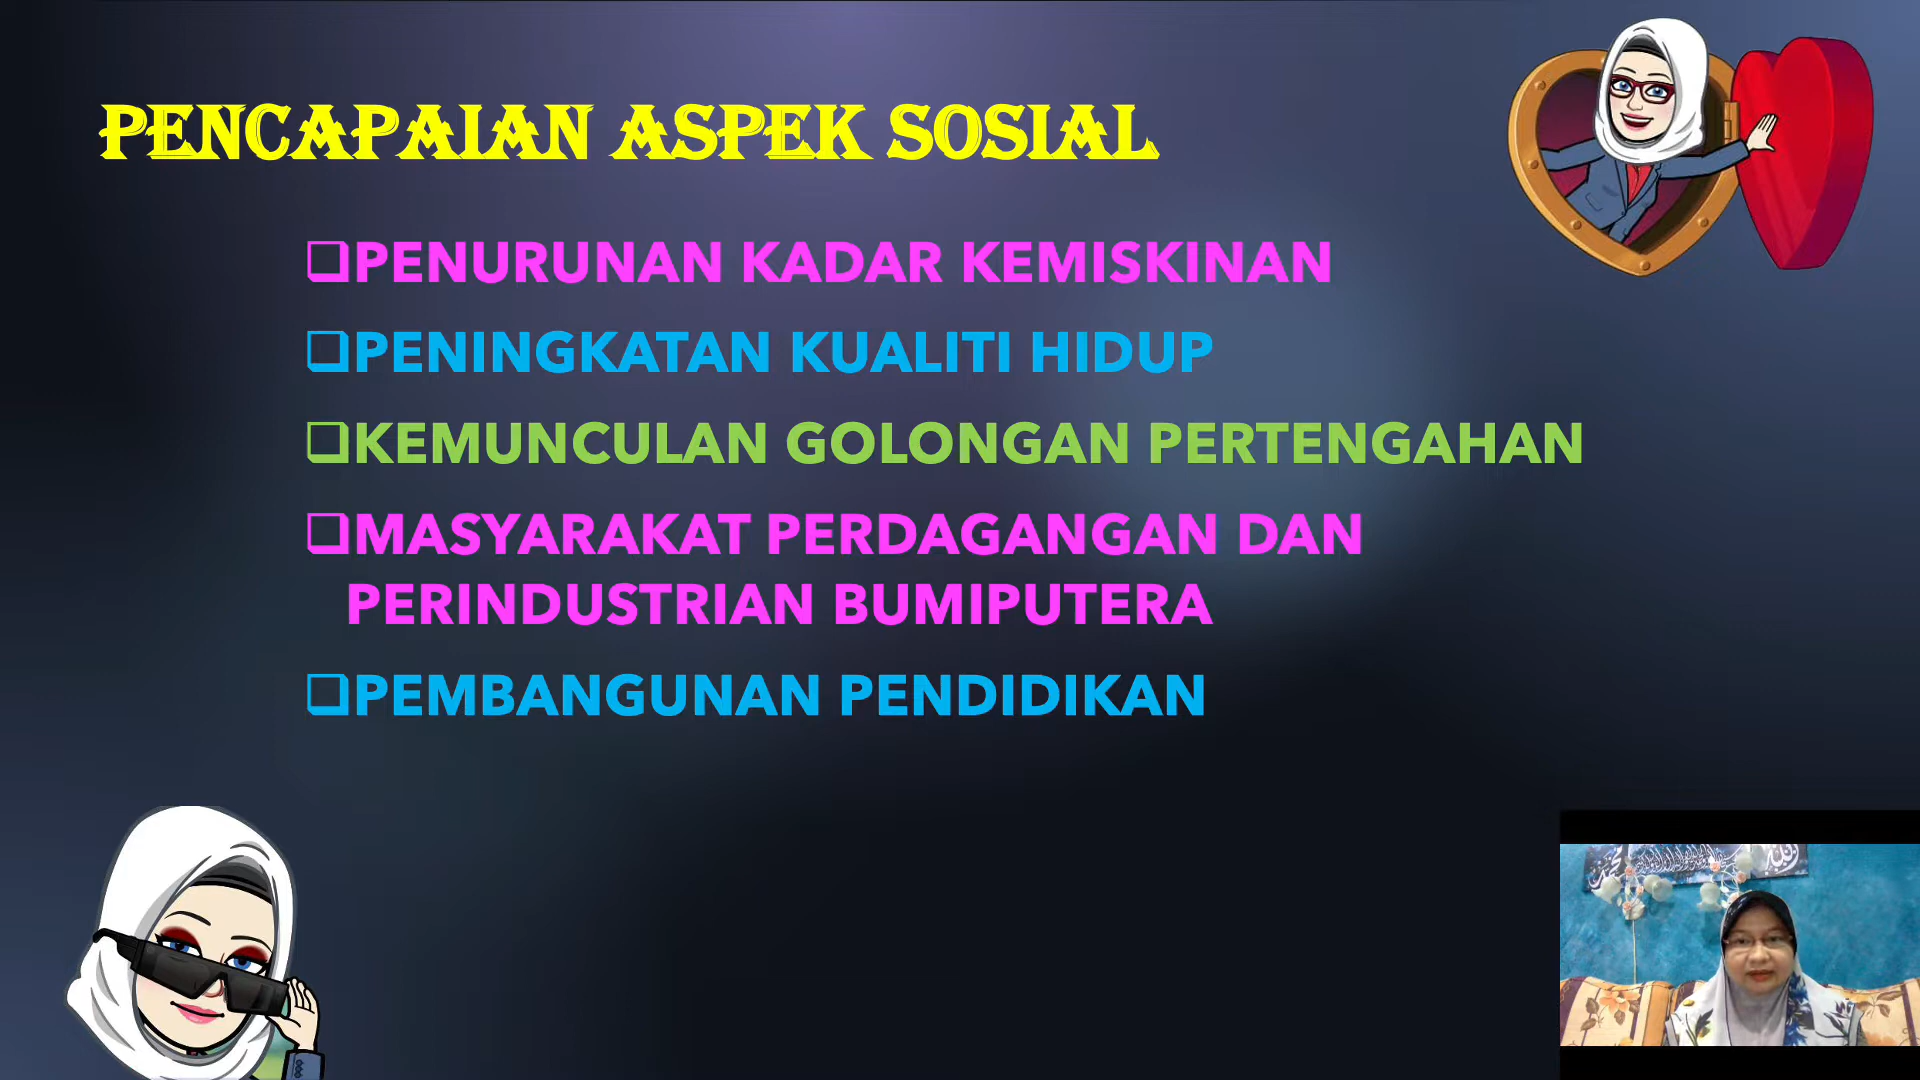 PENCAPAIAN ASPEK SOSIAL
❑PENURUNAN KADAR KEMISKINAN
❑PENINGKATAN KUALITI HIDUP
❑KEMUNCULAN GOLONGAN PERTENGAHAN
❑MASYARAKAT PERDAGANGAN DAN
PERINDUSTRIAN BUMIPUTERA
❑PEMBANGUNAN PENDIDIKAN